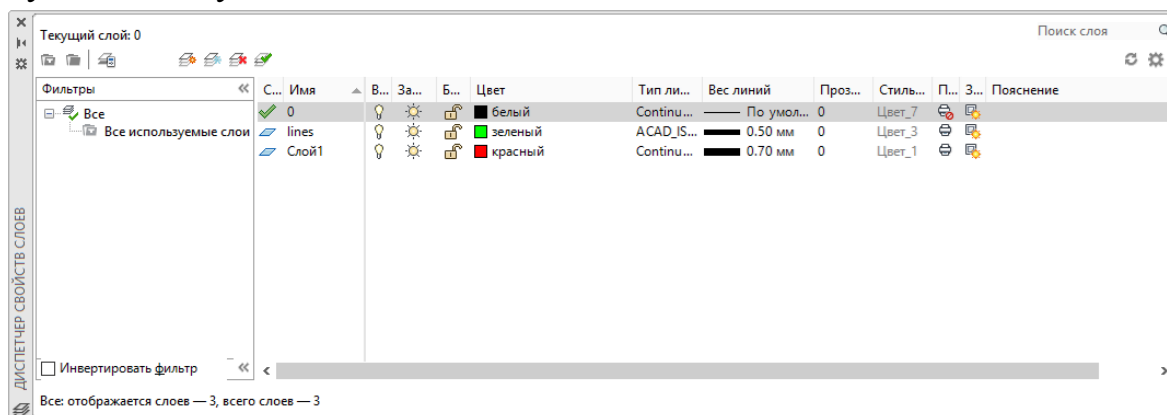 Текущий слой: 0
Поиск слоя
Фильтры
С... Имя В... За... Б... Цвет Тип ли... Вес линий Проз... Стиль... П... З... Пояснение
Все
Все используемые слои
0 белый Continu... По умол... 0 Цвет_7
lines зеленый ACAD_IS... 0.50 мм 0 Цвет_3
Слой1 красный Continu... 0.70 мм 0 Цвет_1
ДИСПЕТЧЕР СВОЙСТВ СЛОЕВ
Инвертировать фильтр
Все: отображается слоев — 3, всего слоев — 3